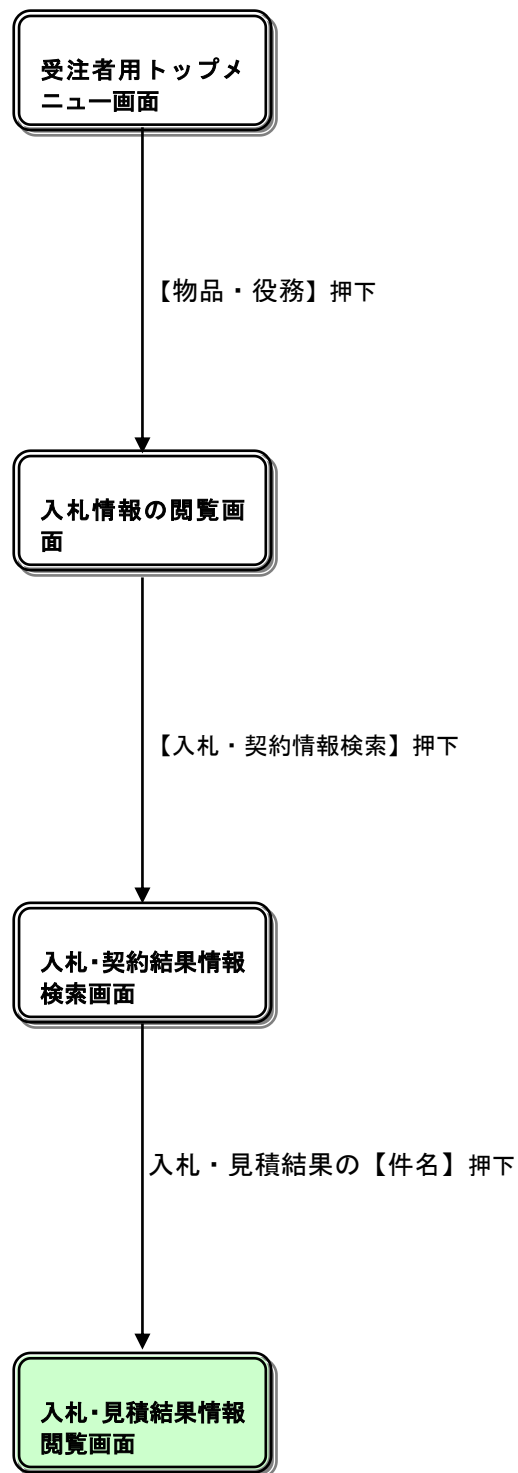 受注者用トップメ
ニュー画面
【物品・役務】押下
入札情報の閲覧画
面
【入札・契約情報検索】押下
入札・契約結果情報
検索画面
入札・見積結果の【件名】押下
入札・見積結果情報
閲覧画面